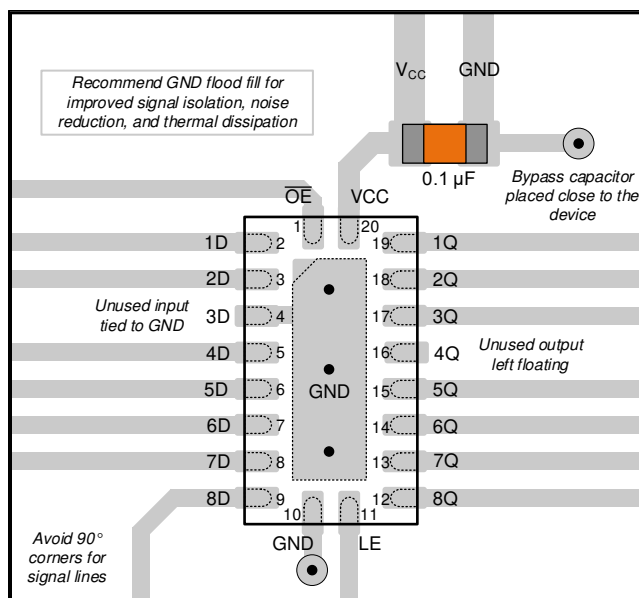 Recommend GND flood fill for
improved signal isolation, noise
reduction, and thermal dissipation
V_CC GND
0.1 μF
Bypass capacitor
placed close to the
device
O̅E̅ VCC
1 20
1D 2 19 1Q
2D 3 18 2Q
Unused input
tied to GND
3D 4 17 3Q
4D 5 16 4Q
Unused output
left floating
5D 6 GND 15 5Q
6D 7 14 6Q
7D 8 13 7Q
8D 9 12 8Q
10 11
GND LE
Avoid 90°
corners for
signal lines